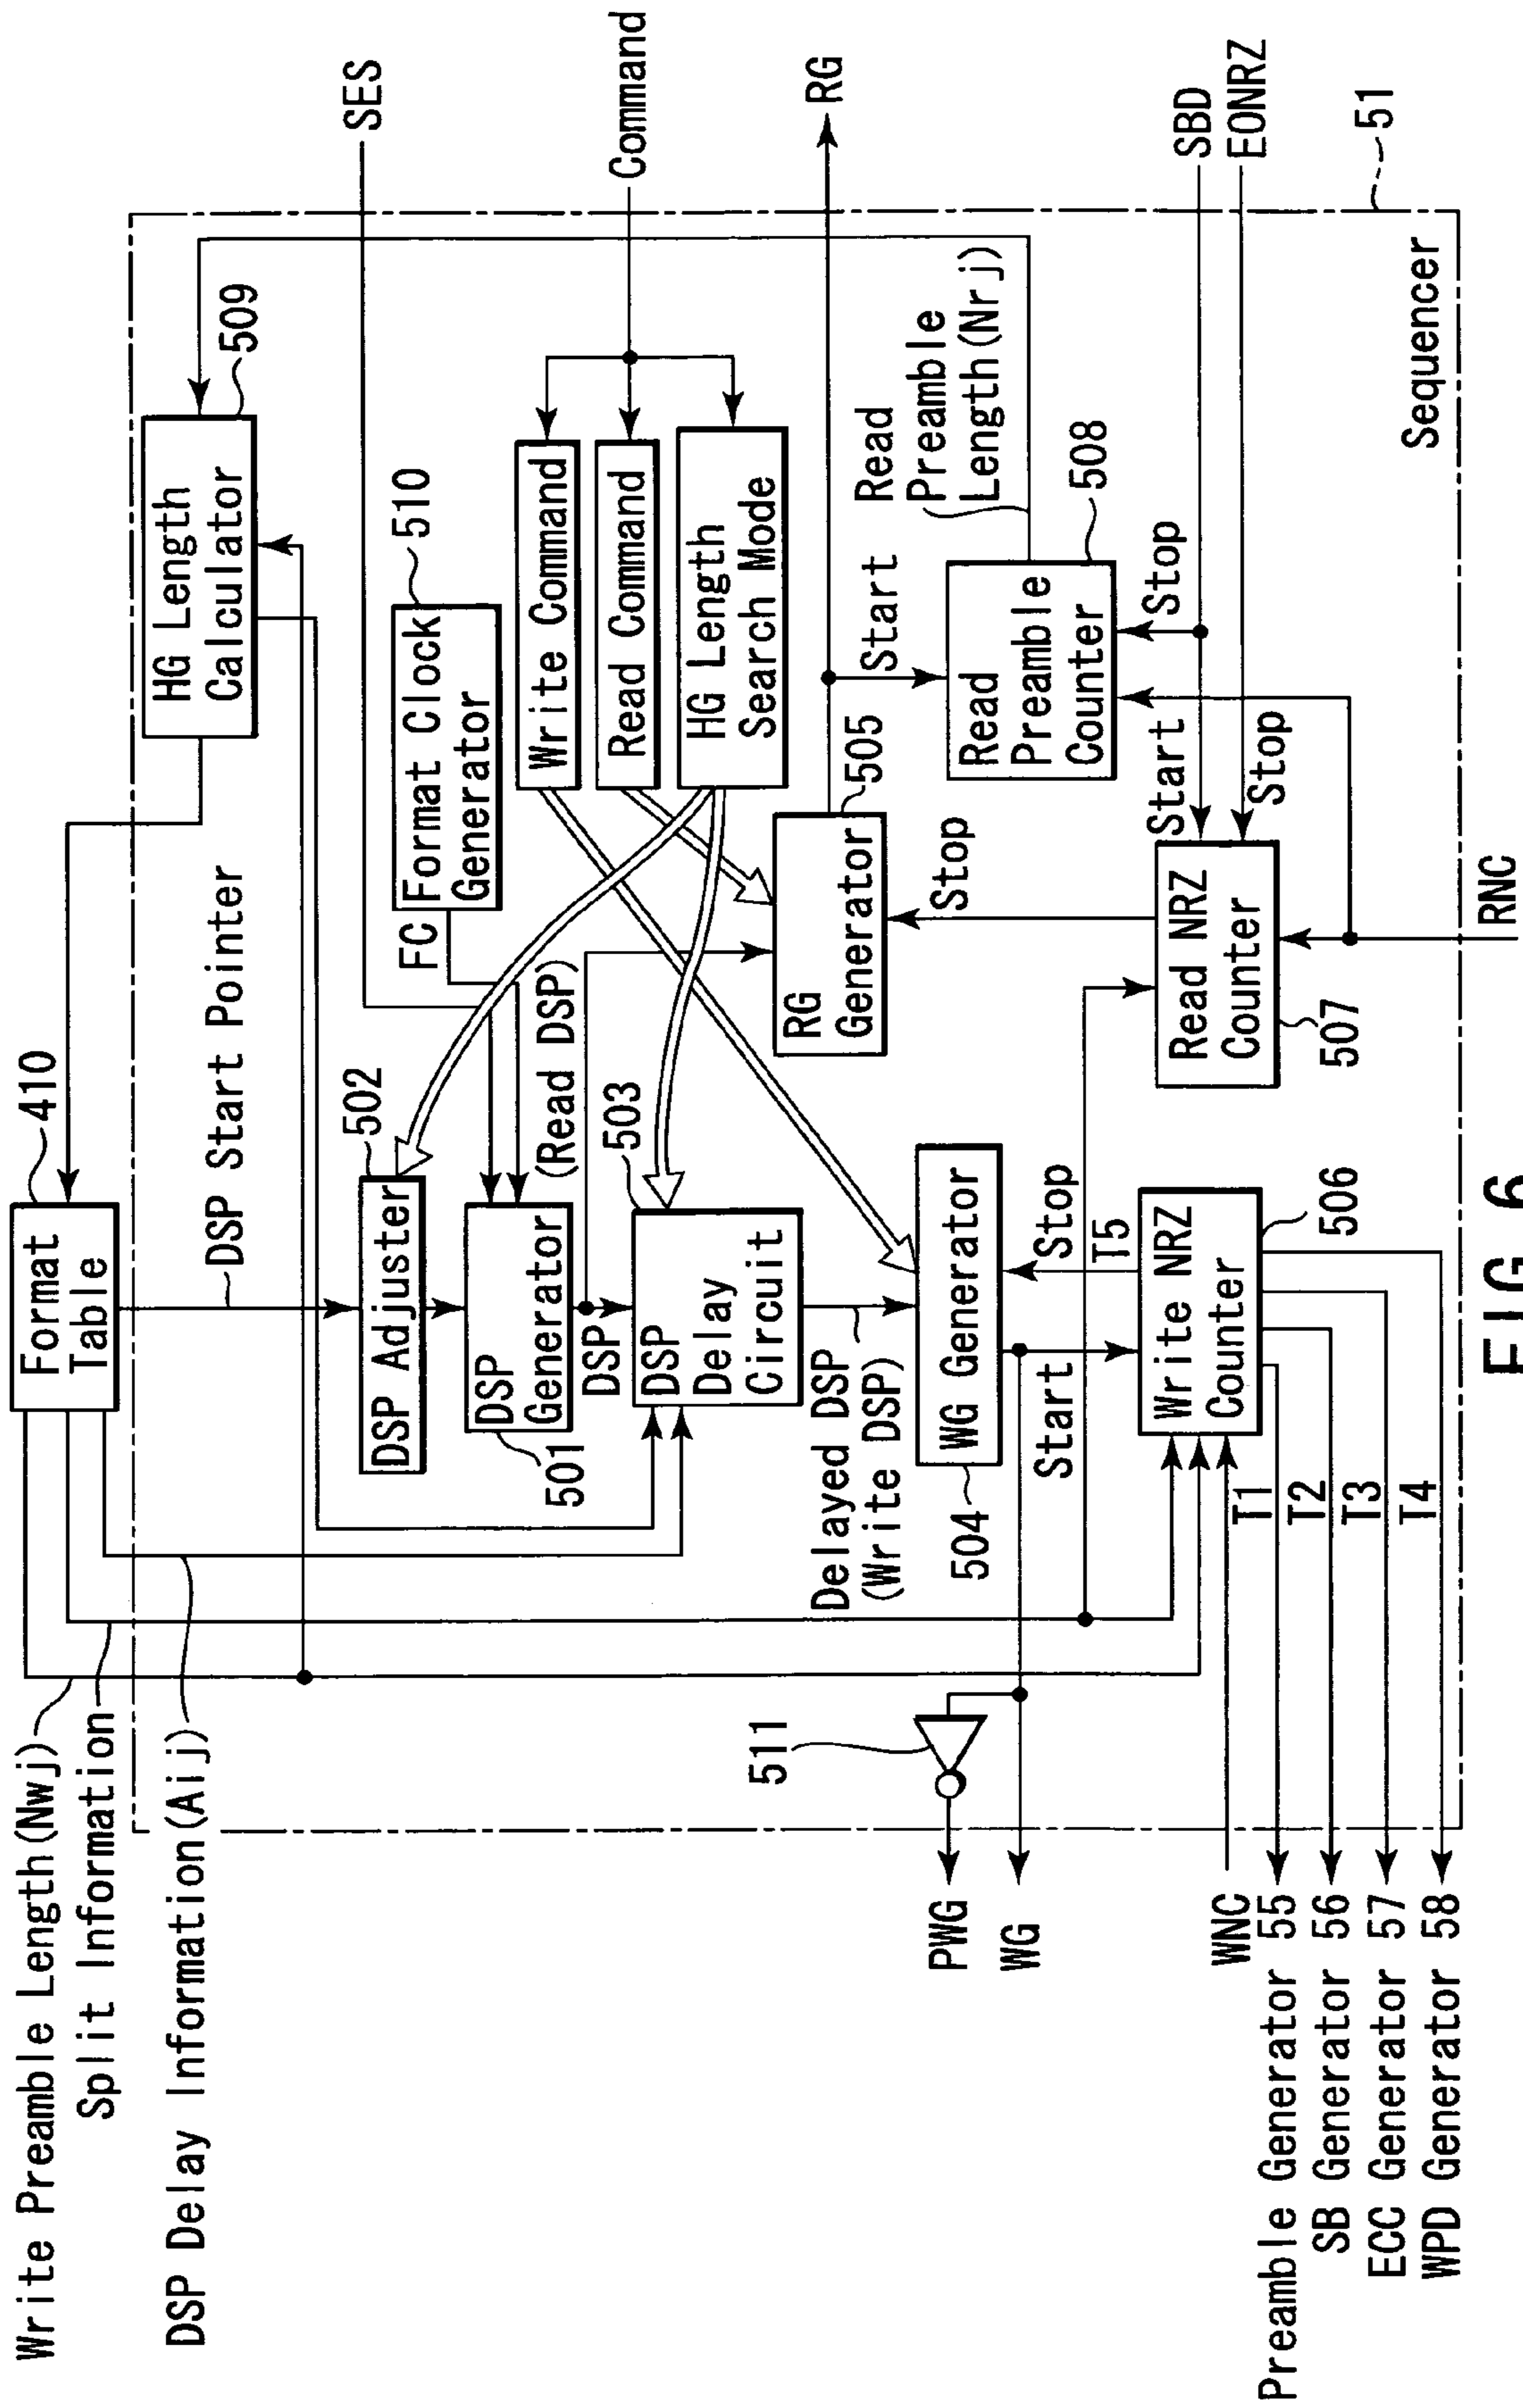 Write Preamble Length(Nwj)
Split Information
DSP Delay Information(Aij)
Format
Table
410
DSP Start Pointer
HG Length
Calculator
509
SES
Command
DSP Adjuster
502
Format Clock
Generator
510
FC
DSP
Generator
501
DSP
(Read DSP)
Write Command
Read Command
HG Length
Search Mode
DSP
Delay
Circuit
503
Delayed DSP
(Write DSP)
RG
Generator
505
RG
Start
Stop
Read
Preamble
Length(Nrj)
Read
Preamble
Counter
508
Stop
511
PWG
WG
WG Generator
504
Start
Stop
T5
Write NRZ
Counter
506
Read NRZ
Counter
507
Start
Stop
SBD
EONRZ
RNC
WNC
T1
T2
T3
T4
Preamble Generator 55
SB Generator 56
ECC Generator 57
WPD Generator 58
Sequencer
51
FIG. 6